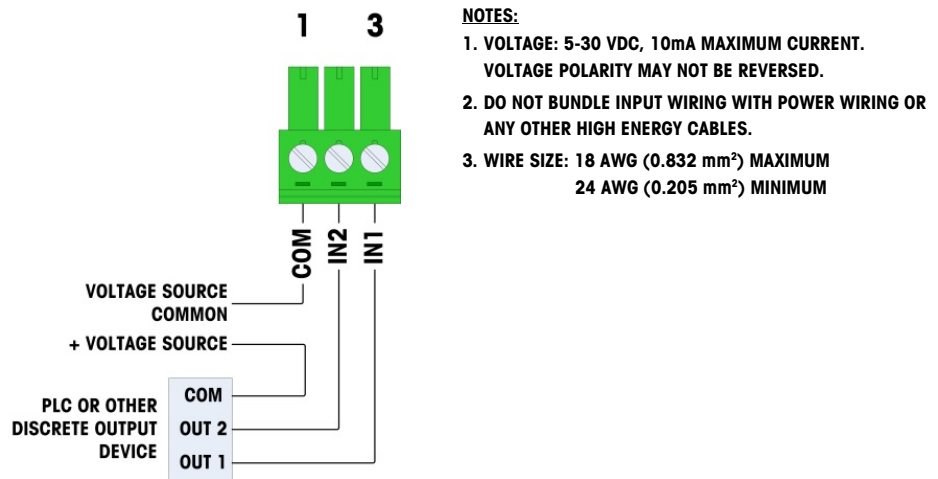 1 3
COM
IN2
IN1
VOLTAGE SOURCE
COMMON
+ VOLTAGE SOURCE
PLC OR OTHER
DISCRETE OUTPUT
DEVICE
COM
OUT 2
OUT 1
NOTES:
1. VOLTAGE: 5-30 VDC, 10mA MAXIMUM CURRENT.
VOLTAGE POLARITY MAY NOT BE REVERSED.
2. DO NOT BUNDLE INPUT WIRING WITH POWER WIRING OR
ANY OTHER HIGH ENERGY CABLES.
3. WIRE SIZE: 18 AWG (0.832 mm²) MAXIMUM
24 AWG (0.205 mm²) MINIMUM